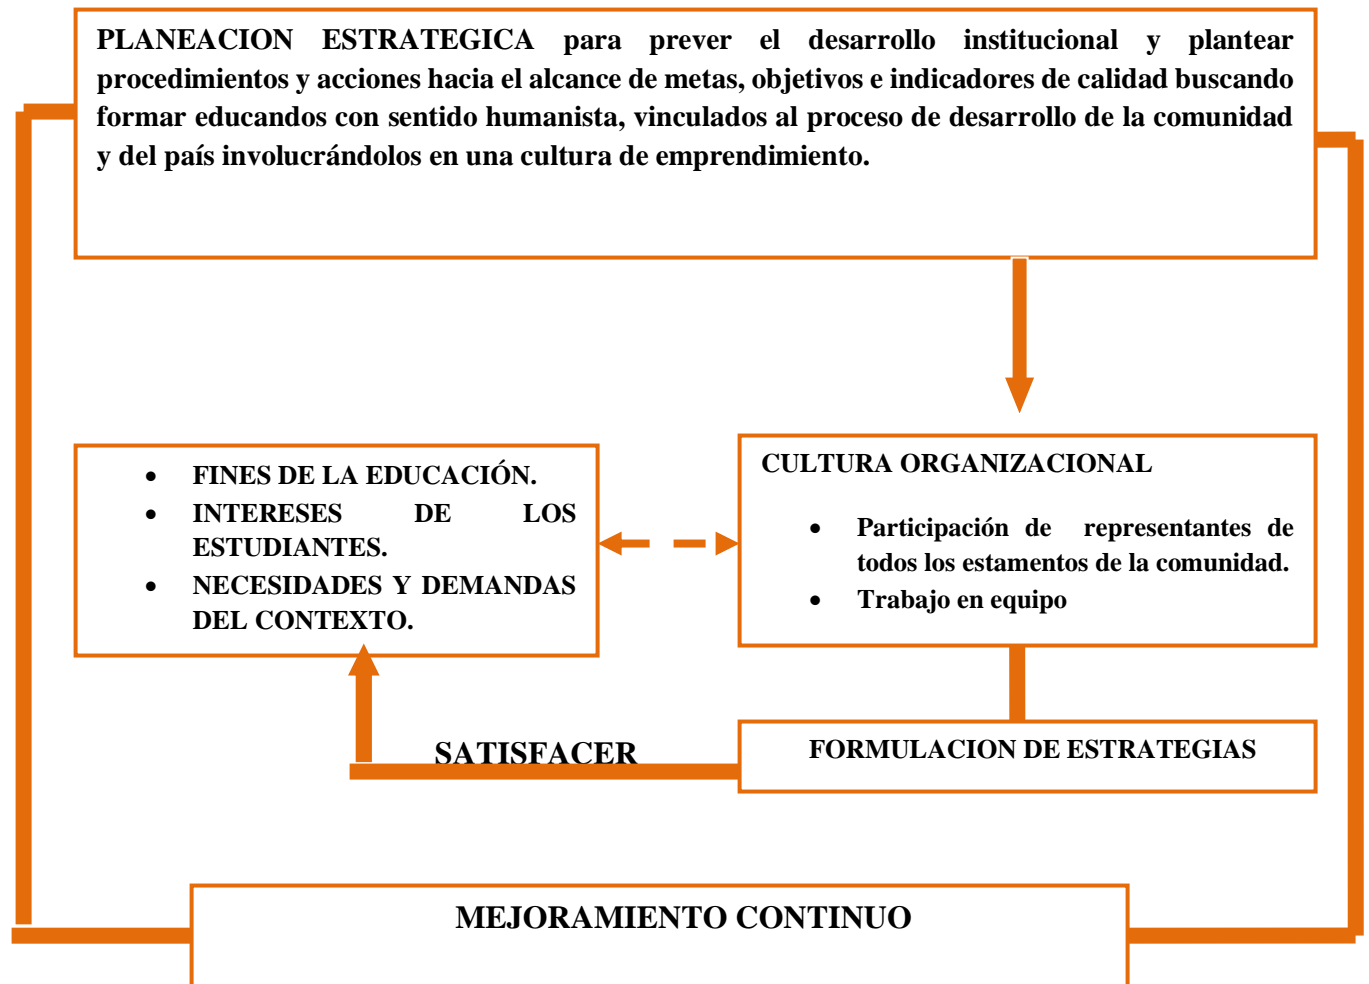 PLANEACION ESTRATEGICA para prever el desarrollo institucional y plantear
procedimientos y acciones hacia el alcance de metas, objetivos e indicadores de calidad buscando
formar educandos con sentido humanista, vinculados al proceso de desarrollo de la comunidad
y del país involucrándolos en una cultura de emprendimiento.
• FINES DE LA EDUCACIÓN.
• INTERESES DE LOS
ESTUDIANTES.
• NECESIDADES Y DEMANDAS
DEL CONTEXTO.
CULTURA ORGANIZACIONAL
• Participación de representantes de
todos los estamentos de la comunidad.
• Trabajo en equipo
SATISFACER
FORMULACION DE ESTRATEGIAS
MEJORAMIENTO CONTINUO